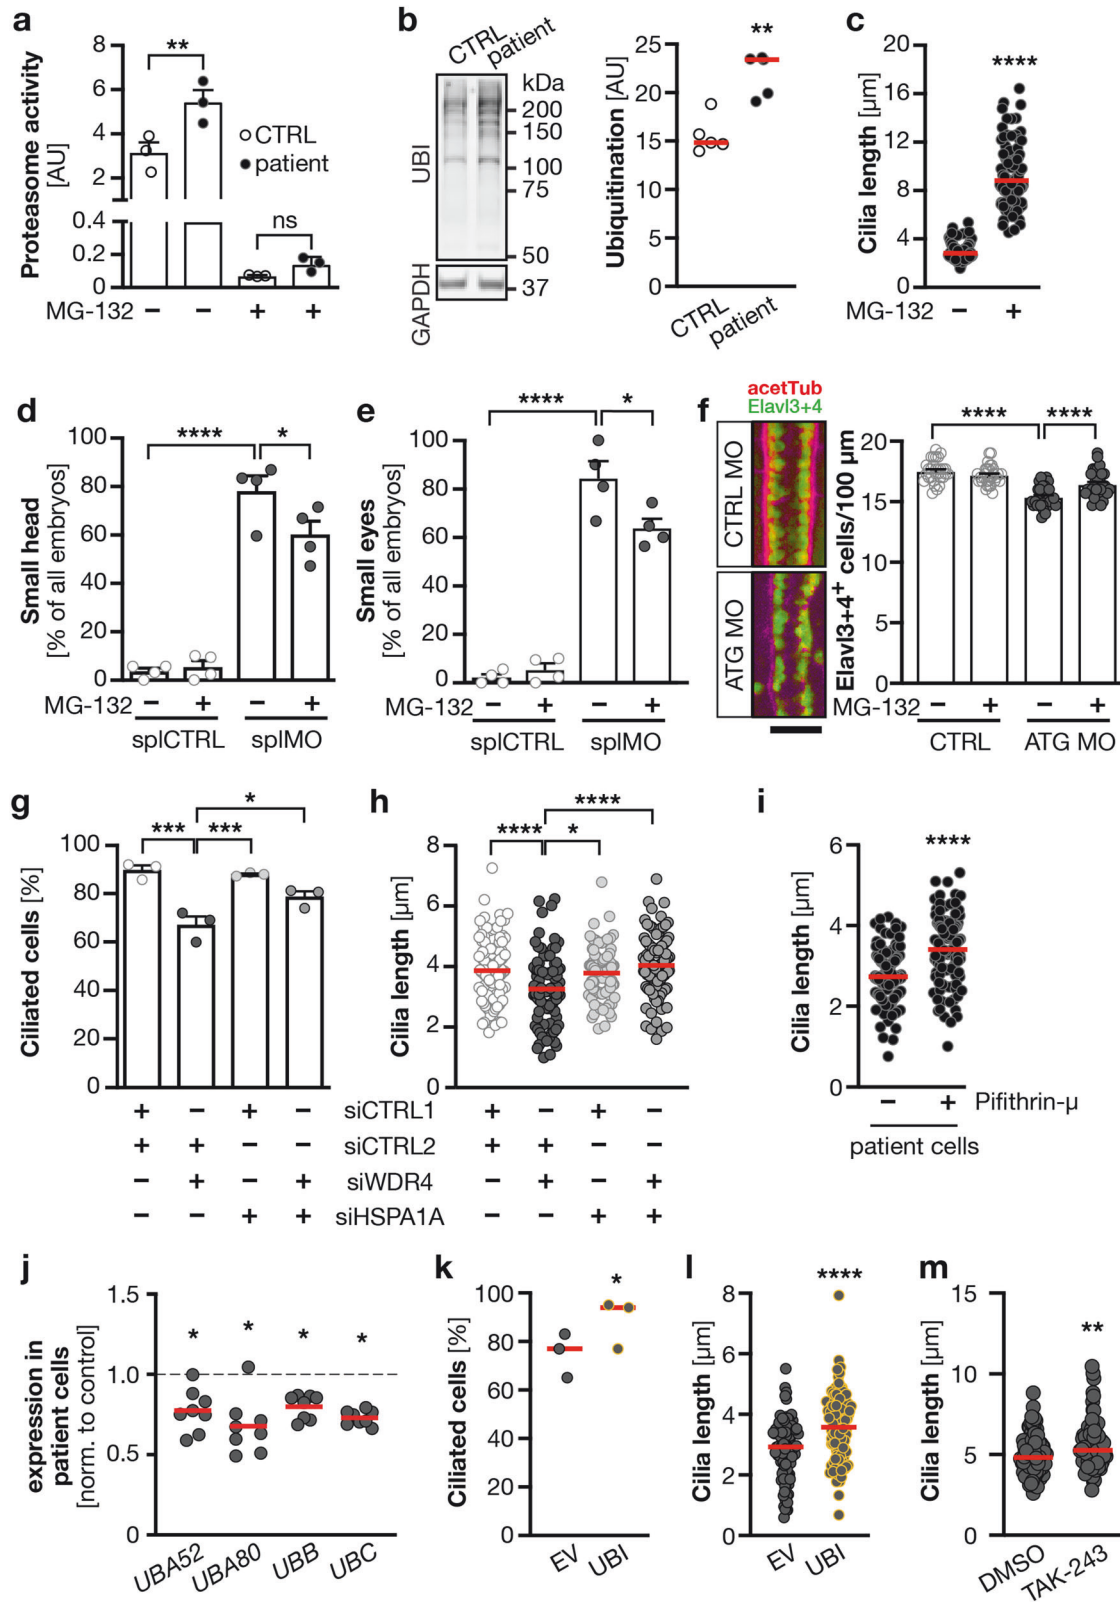 a
Proteasome activity
[AU]
8
6
4
2
0.4
0.2
0
**
ns
CTRL
patient
MG-132 − − + +
b
CTRL
patient
UBI
GAPDH
kDa
200
150
100
75
50
37
Ubiquitination [AU]
25
20
15
10
5
0
**
CTRL
patient
c
Cilia length [µm]
20
16
12
8
4
0
****
MG-132 − +
d
Small head
[% of all embryos]
100
80
60
40
20
0
**** *
MG-132 − + − +
splCTRL splMO
e
Small eyes
[% of all embryos]
100
80
60
40
20
0
**** *
MG-132 − + − +
splCTRL splMO
f
acetTub
Elavl3+4
CTRL MO
ATG MO
Elavl3+4+ cells/100 µm
20
15
10
5
0
**** ****
MG-132 − + − +
CTRL ATG MO
g
Ciliated cells [%]
100
80
60
40
20
0
*
*** ***
h
Cilia length [µm]
8
6
4
2
0
****
**** *
+ − + − siCTRL1 + − + −
+ + − − siCTRL2 + + − −
− + − + siWDR4 − + − +
− − + + siHSPA1A − − + +
i
Cilia length [µm]
6
4
2
0
****
− + Pifithrin-µ
patient cells
j
expression in
patient cells
[norm. to control]
1.5
1.0
0.5
0
* * * *
UBA52 UBA80 UBB UBC
k
Ciliated cells [%]
100
80
60
40
20
0
*
EV UBI
l
Cilia length [µm]
8
6
4
2
0
****
EV UBI
m
Cilia length [µm]
15
10
5
0
**
DMSO
TAK-243